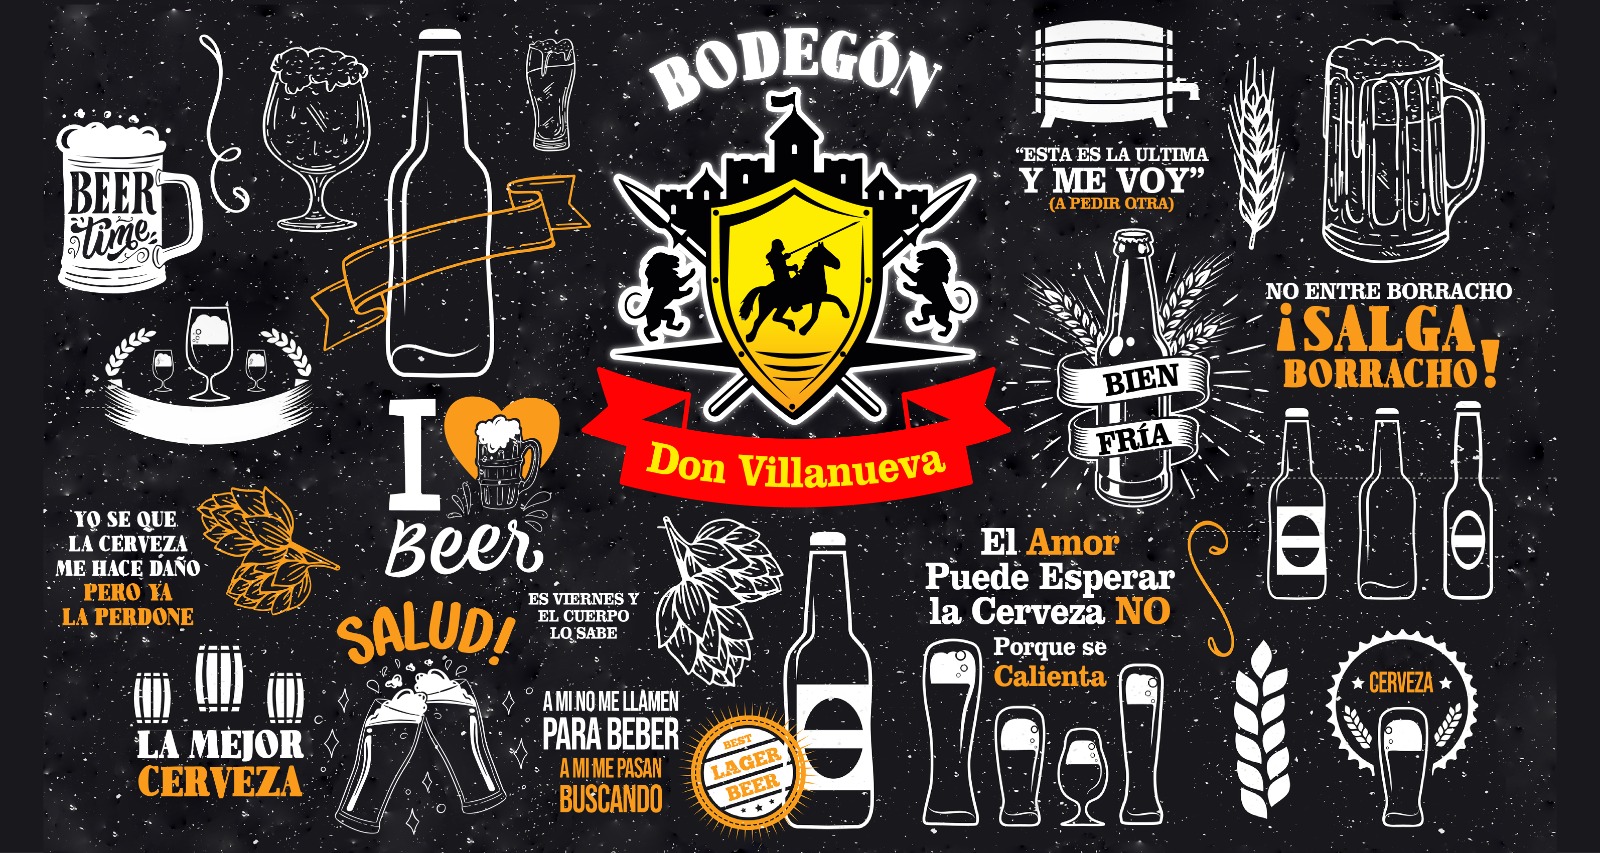 BODEGÓN
Don Villanueva
BEER
time
I
Beer
YO SE QUE
LA CERVEZA
ME HACE DAÑO
PERO YA
LA PERDONE
SALUD!
ES VIERNES Y
EL CUERPO
LO SABE
LA MEJOR
CERVEZA
A MI NO ME LLAMEN
PARA BEBER
A MI ME PASAN
BUSCANDO
BEST
LAGER
BEER
“ESTA ES LA ULTIMA
Y ME VOY”
(A PEDIR OTRA)
BIEN
FRÍA
NO ENTRE BORRACHO
¡SALGA
BORRACHO!
El Amor
Puede Esperar
la Cerveza NO
Porque se
Calienta
CERVEZA